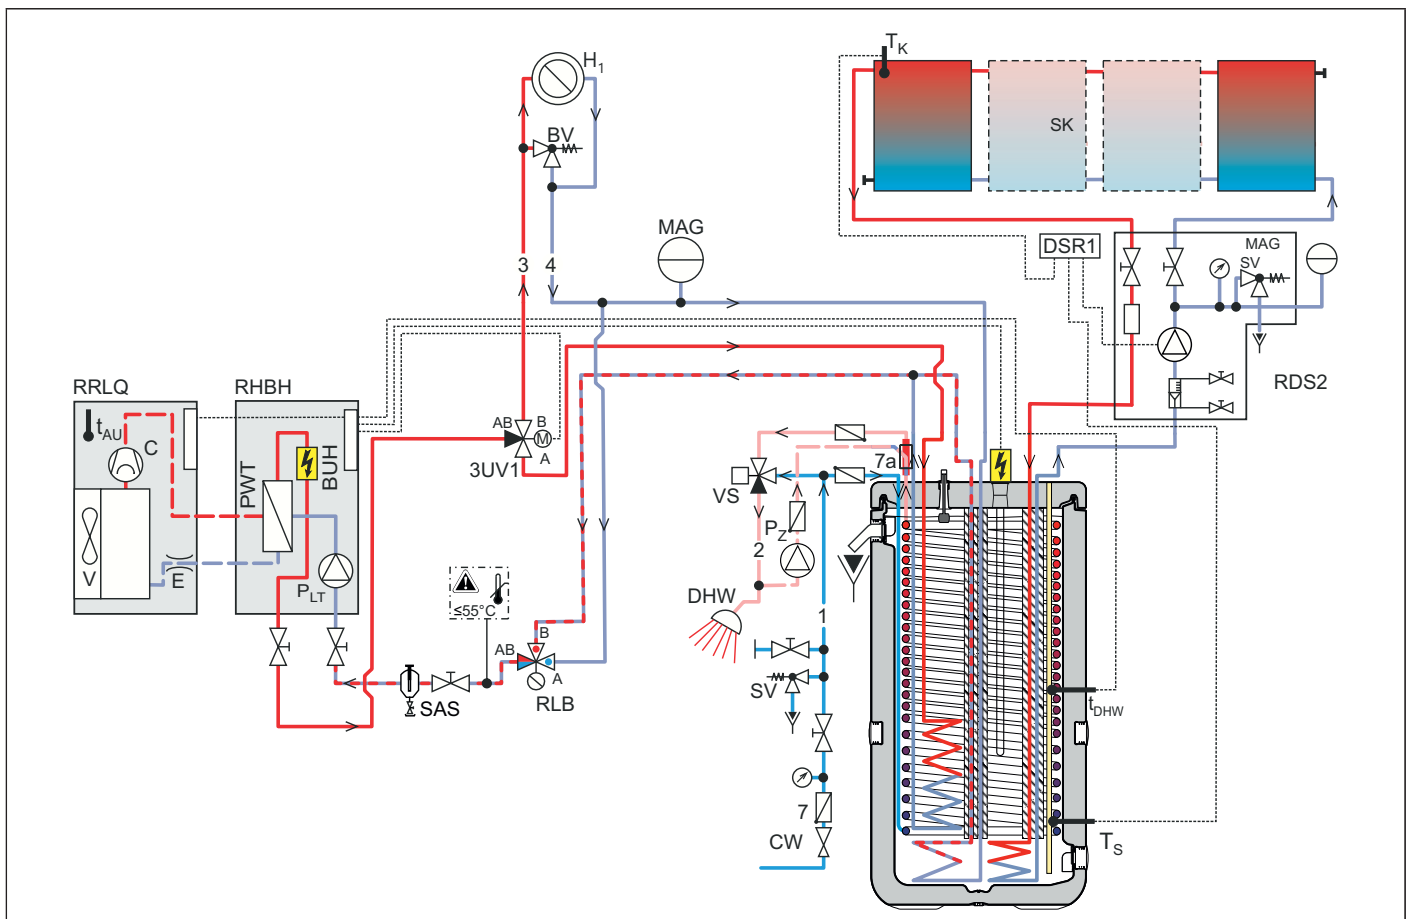 H1
TK
SK
BV
MAG
DSR1
MAG
SV
3
4
RDS2
RRLQ
RHBH
tAU
C
PWT
BUH
AB
B
M
A
3UV1
7a
VS
PZ
2
V
E
PLT
≤55°C
DHW
1
B
AB
A
SAS
RLB
SV
tDHW
7
CW
TS